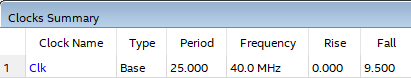 Clocks Summary
Clock Name Type Period Frequency Rise Fall
1 Clk Base 25.000 40.0 MHz 0.000 9.500